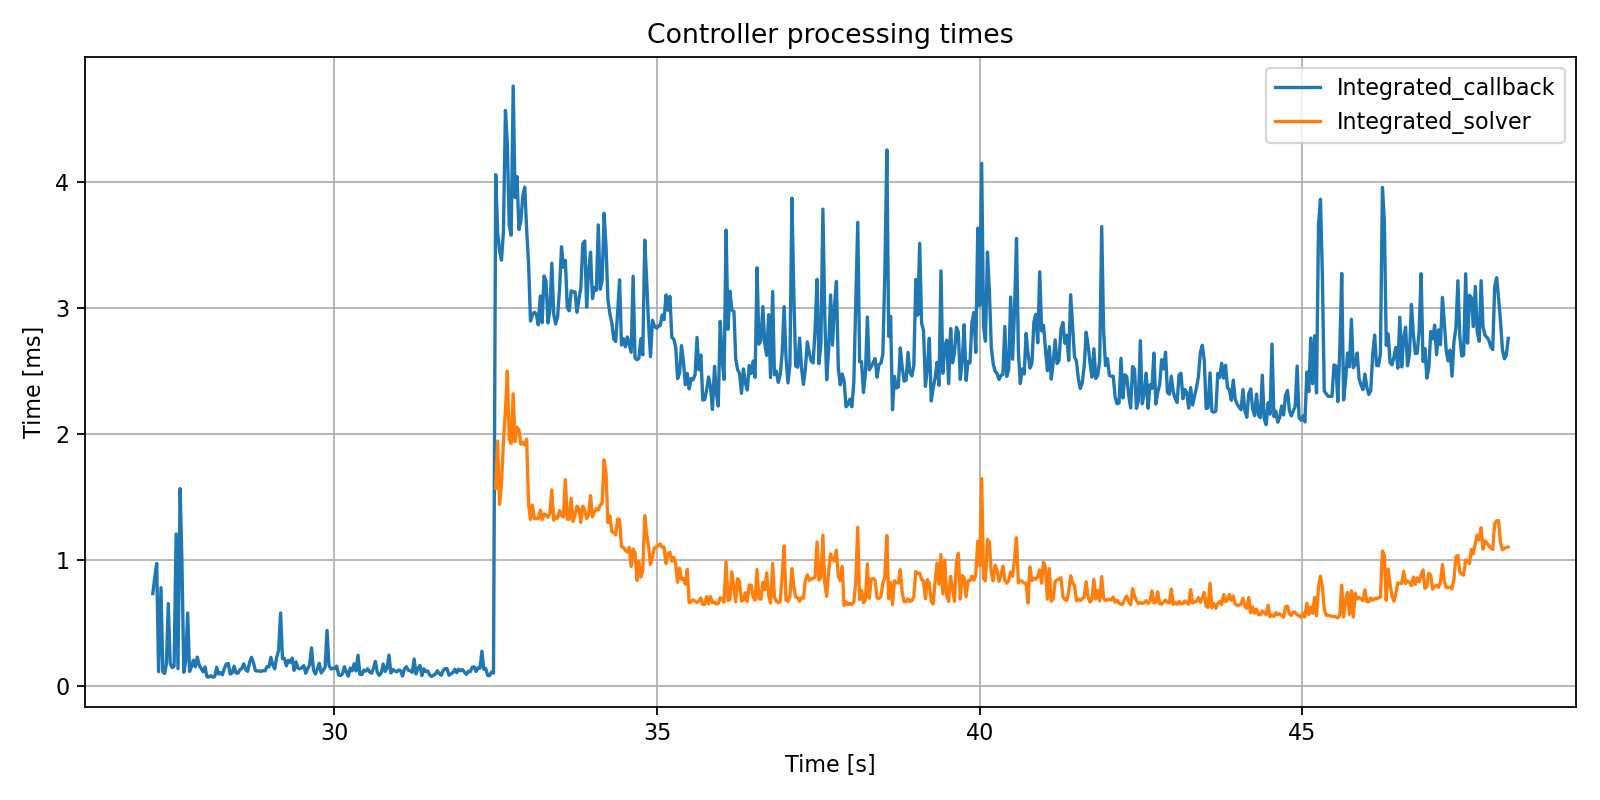 Controller processing times
Integrated_callback
Integrated_solver
Time [ms]
4
3
2
1
0
30
35
40
45
Time [s]